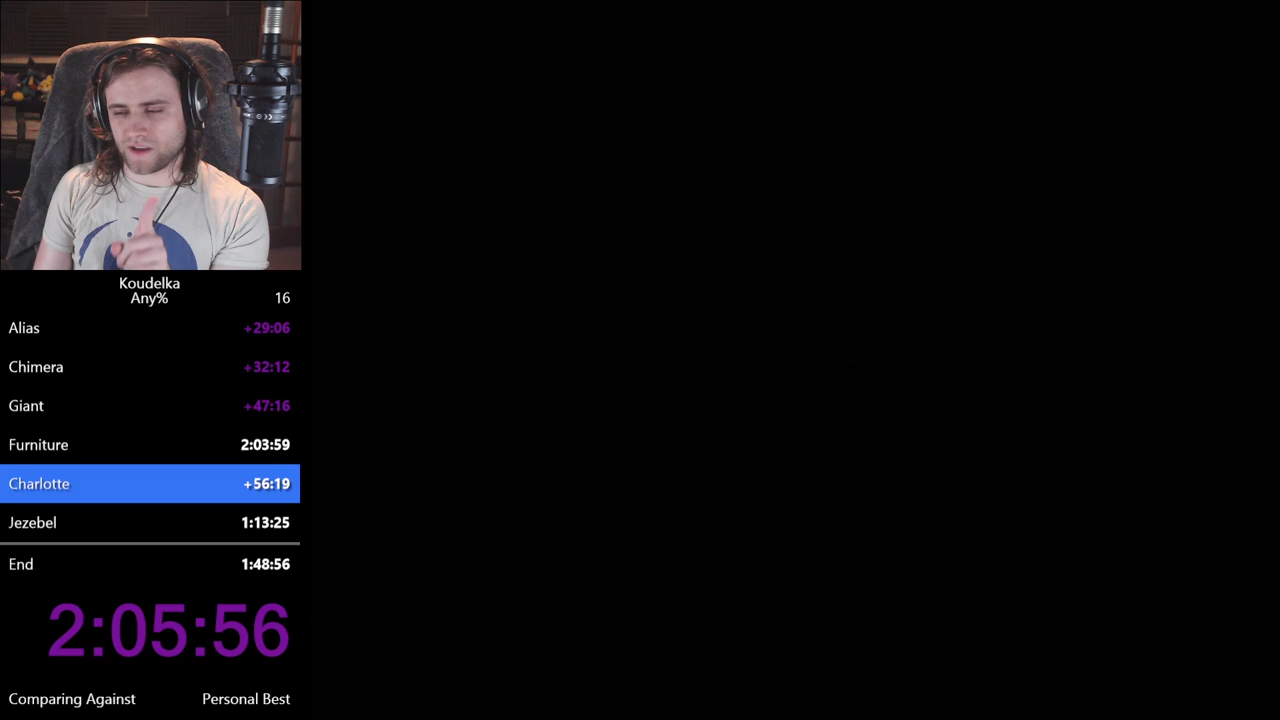 Koudelka
Any% 16
Alias +29:06
Chimera +32:12
Giant +47:16
Furniture 2:03:59
Charlotte +56:19
Jezebel 1:13:25
End 1:48:56
2:05:56
Comparing Against Personal Best